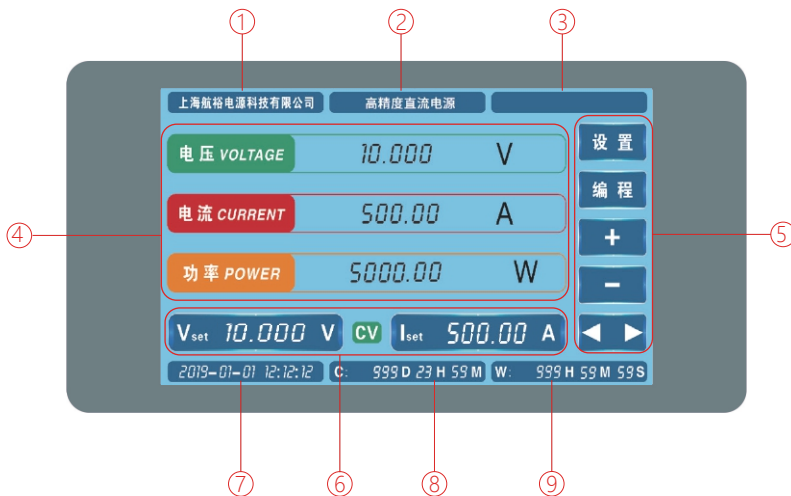 ① ② ③
上海航裕电源科技有限公司 高精度直流电源
电压 VOLTAGE 10.000 V
设置
编程
电流 CURRENT 500.00 A
④ + ⑤
功率 POWER 5000.00 W
−
Vset 10.000 V CV Iset 500.00 A ◀ ▶
2019-01-01 12:12:12 C: 999 D 23 H 59 M W: 999 H 59 M 59 S
⑦ ⑥ ⑧ ⑨